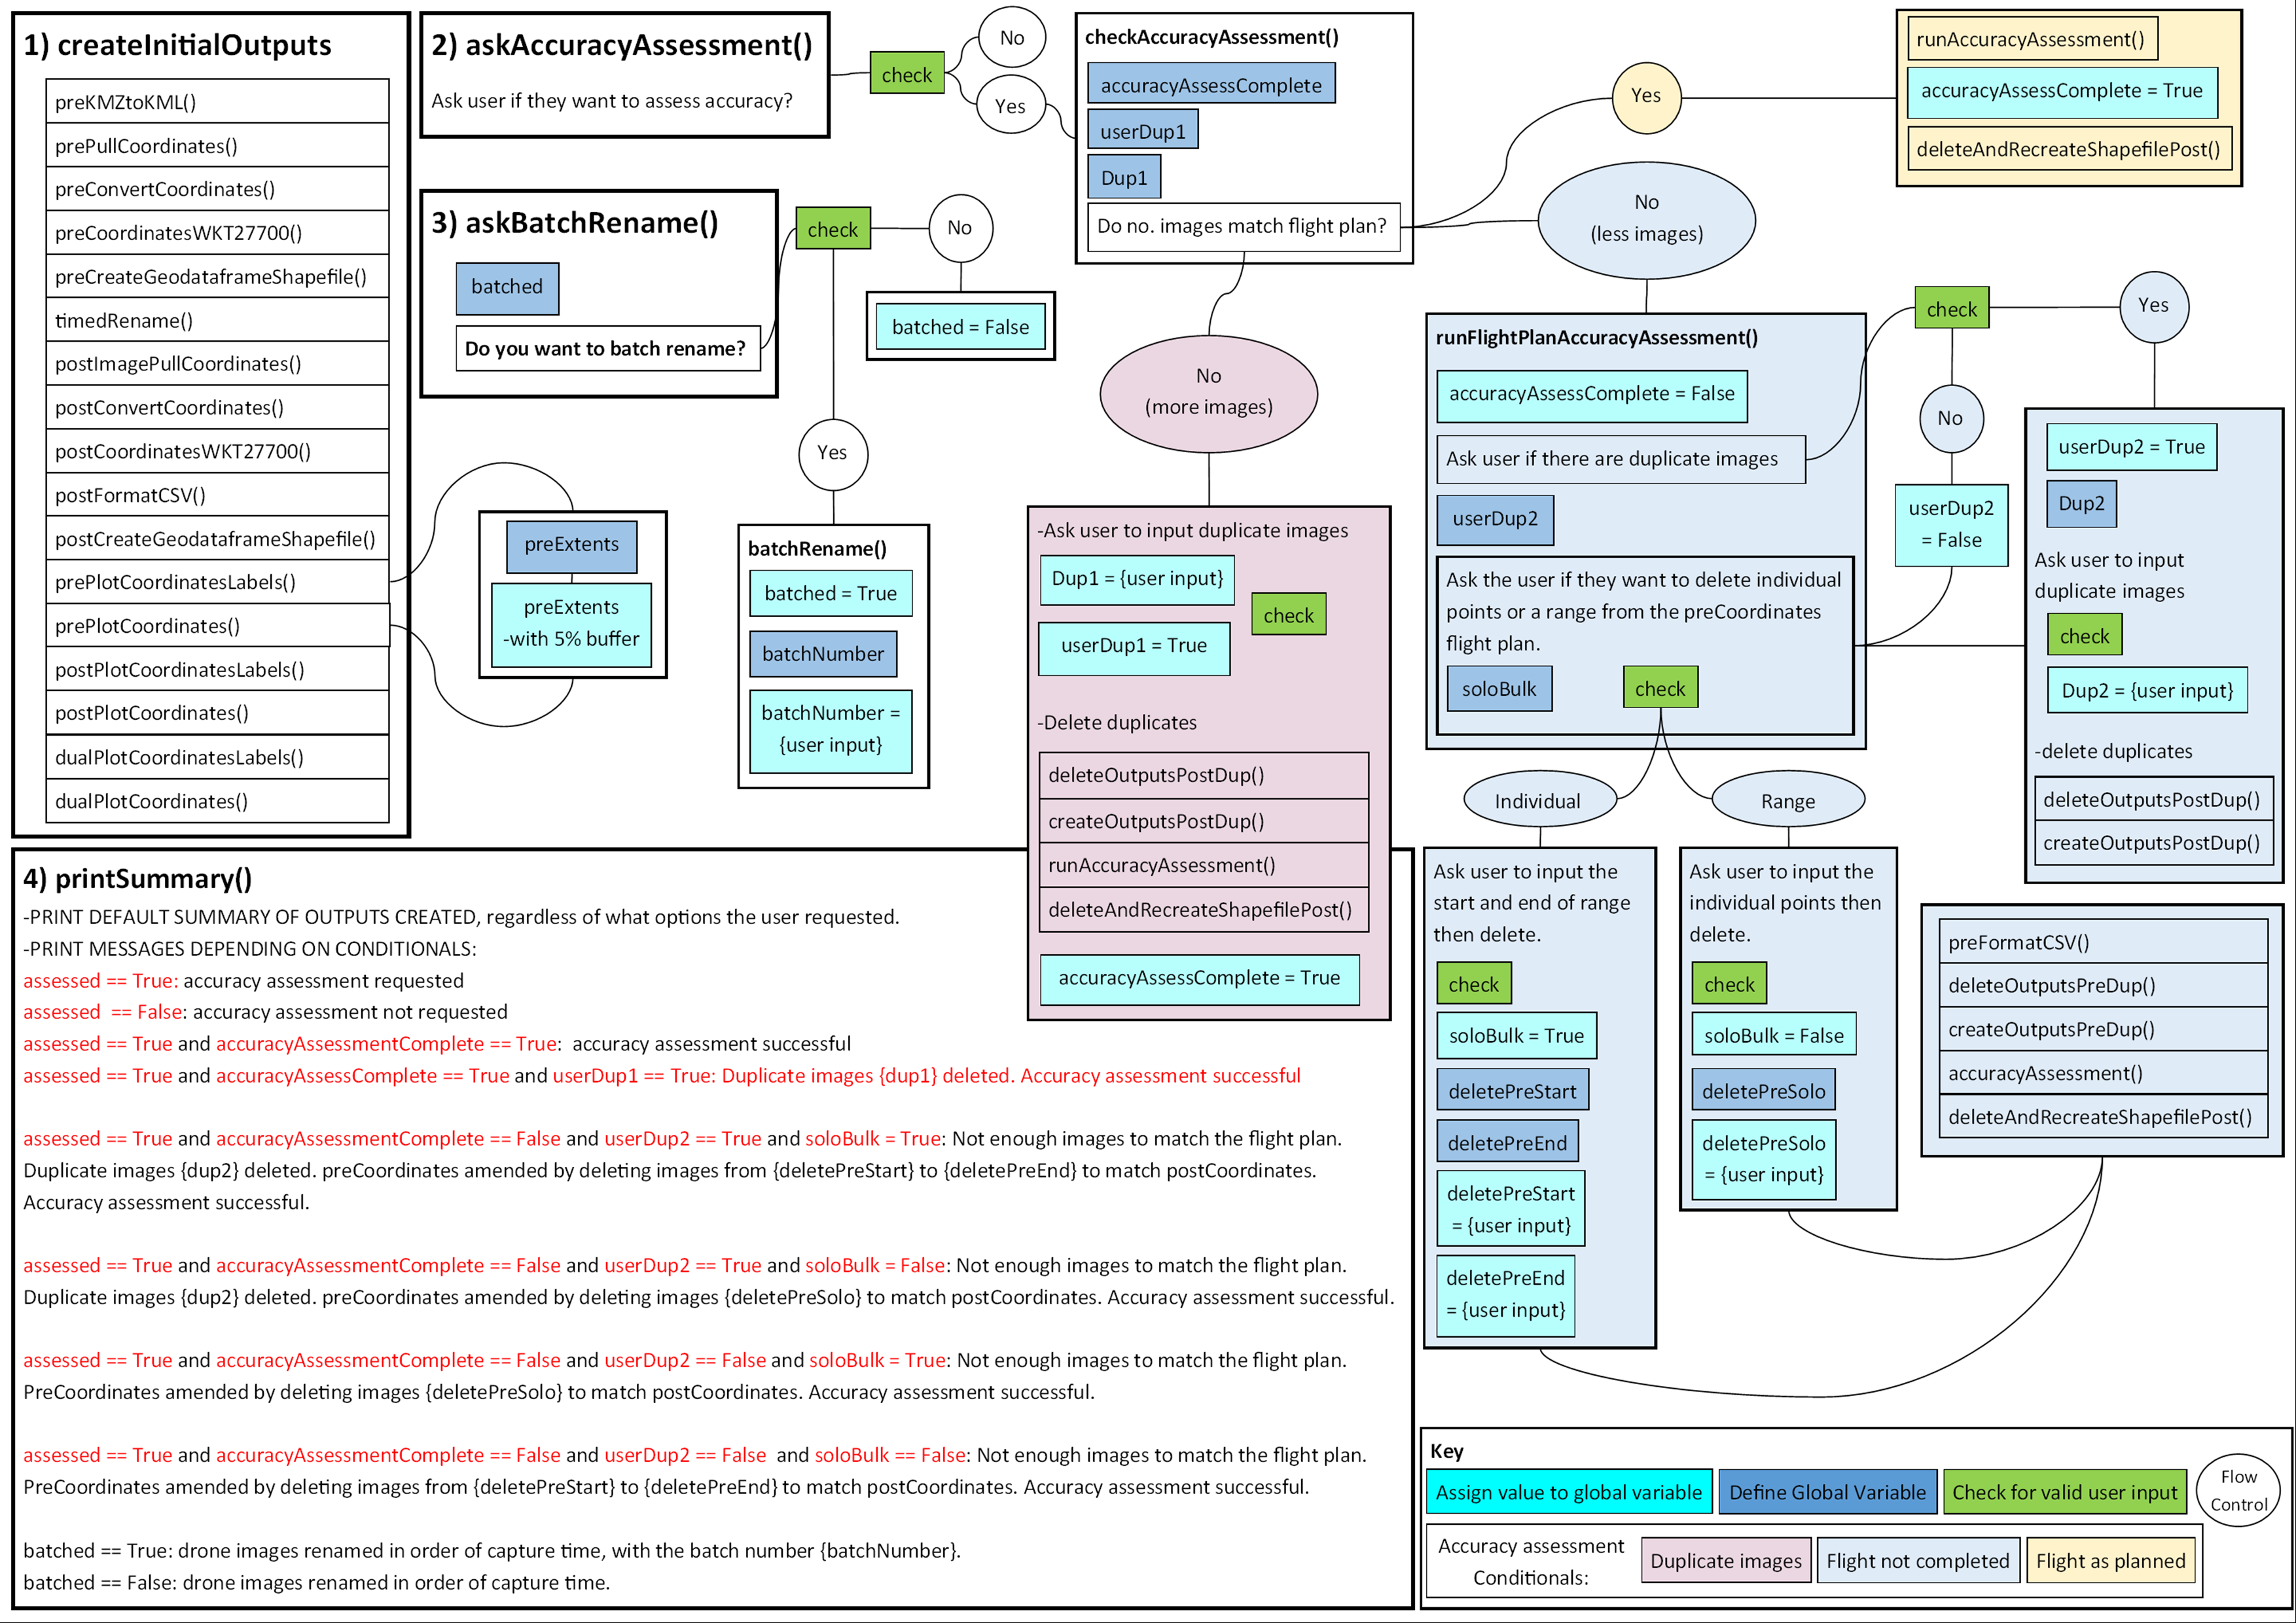 1) createInitialOutputs
preKMZtoKML()
prePullCoordinates()
preConvertCoordinates()
preCoordinatesWKT27700()
preCreateGeodataframeShapefile()
timedRename()
postImagePullCoordinates()
postConvertCoordinates()
postCoordinatesWKT27700()
postFormatCSV()
postCreateGeodataframeShapefile()
prePlotCoordinatesLabels()
prePlotCoordinates()
postPlotCoordinatesLabels()
postPlotCoordinates()
dualPlotCoordinatesLabels()
dualPlotCoordinates()
preExtents
preExtents
-with 5% buffer
2) askAccuracyAssessment()
Ask user if they want to assess accuracy?
check
No
Yes
3) askBatchRename()
batched
Do you want to batch rename?
check
No
batched = False
Yes
batchRename()
batched = True
batchNumber
batchNumber =
{user input}
checkAccuracyAssessment()
accuracyAssessComplete
userDup1
Dup1
Do no. images match flight plan?
Yes
runAccuracyAssessment()
accuracyAssessComplete = True
deleteAndRecreateShapefilePost()
No
(more images)
-Ask user to input duplicate images
Dup1 = {user input}
check
userDup1 = True
-Delete duplicates
deleteOutputsPostDup()
createOutputsPostDup()
runAccuracyAssessment()
deleteAndRecreateShapefilePost()
accuracyAssessComplete = True
No
(less images)
runFlightPlanAccuracyAssessment()
accuracyAssessComplete = False
Ask user if there are duplicate images
userDup2
Ask the user if they want to delete individual
points or a range from the preCoordinates
flight plan.
soloBulk
check
check
Yes
No
userDup2
= False
userDup2 = True
Dup2
Ask user to input
duplicate images
check
Dup2 = {user input}
-delete duplicates
deleteOutputsPostDup()
createOutputsPostDup()
Individual
Range
Ask user to input the
start and end of range
then delete.
check
soloBulk = True
deletePreStart
deletePreEnd
deletePreStart
= {user input}
deletePreEnd
= {user input}
Ask user to input the
individual points then
delete.
check
soloBulk = False
deletePreSolo
deletePreSolo
= {user input}
preFormatCSV()
deleteOutputsPreDup()
createOutputsPreDup()
accuracyAssessment()
deleteAndRecreateShapefilePost()
4) printSummary()
-PRINT DEFAULT SUMMARY OF OUTPUTS CREATED, regardless of what options the user requested.
-PRINT MESSAGES DEPENDING ON CONDITIONALS:
assessed == True: accuracy assessment requested
assessed  == False: accuracy assessment not requested
assessed == True and accuracyAssessmentComplete == True:  accuracy assessment successful
assessed == True and accuracyAssessComplete == True and userDup1 == True: Duplicate images {dup1} deleted. Accuracy assessment successful
assessed == True and accuracyAssessmentComplete == False and userDup2 == True and soloBulk = True: Not enough images to match the flight plan.
Duplicate images {dup2} deleted. preCoordinates amended by deleting images from {deletePreStart} to {deletePreEnd} to match postCoordinates.
Accuracy assessment successful.
assessed == True and accuracyAssessmentComplete == False and userDup2 == True and soloBulk = False: Not enough images to match the flight plan.
Duplicate images {dup2} deleted. preCoordinates amended by deleting images {deletePreSolo} to match postCoordinates. Accuracy assessment successful.
assessed == True and accuracyAssessmentComplete == False and userDup2 == False and soloBulk = True: Not enough images to match the flight plan.
PreCoordinates amended by deleting images {deletePreSolo} to match postCoordinates. Accuracy assessment successful.
assessed == True and accuracyAssessmentComplete == False and userDup2 == False  and soloBulk == False: Not enough images to match the flight plan.
PreCoordinates amended by deleting images from {deletePreStart} to {deletePreEnd} to match postCoordinates. Accuracy assessment successful.
batched == True: drone images renamed in order of capture time, with the batch number {batchNumber}.
batched == False: drone images renamed in order of capture time.
Key
Assign value to global variable
Define Global Variable
Check for valid user input
Flow
Control
Accuracy assessment
Conditionals:
Duplicate images
Flight not completed
Flight as planned